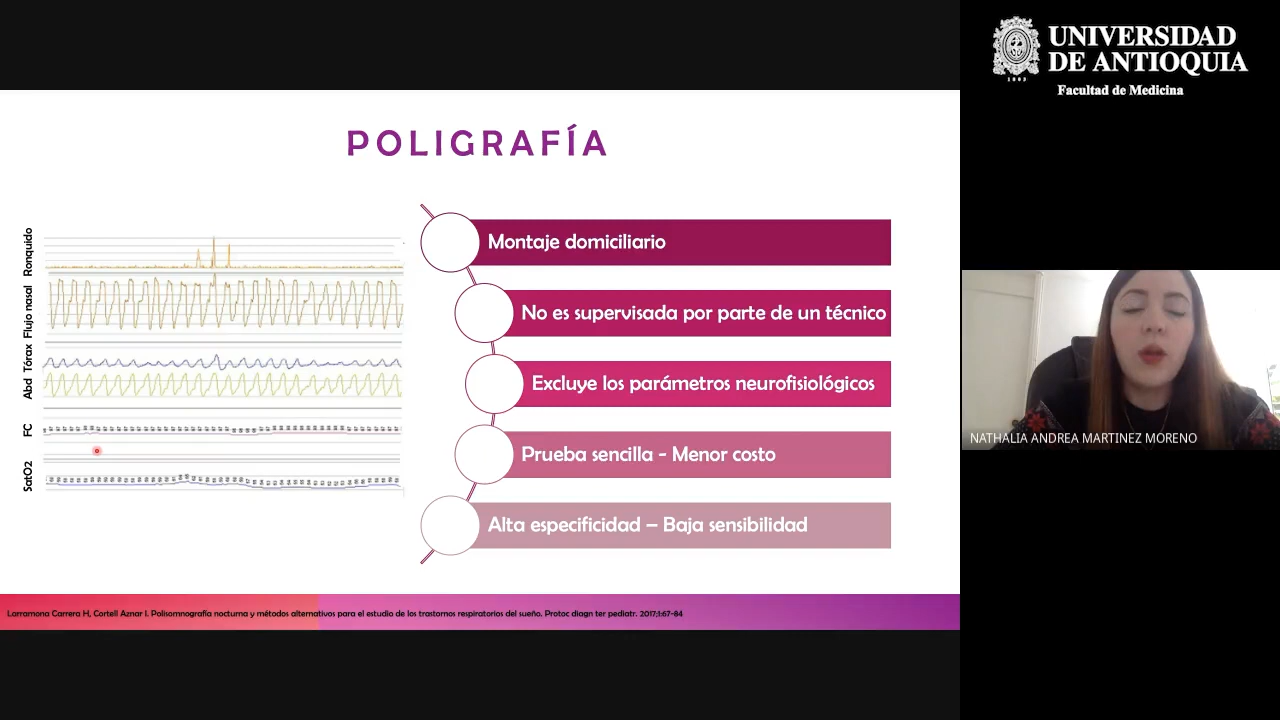 UNIVERSIDAD
DE ANTIOQUIA
1803
Facultad de Medicina
POLIGRAFÍA
Ronquido
Flujo nasal
Tórax
Abd
FC
SatO2
Montaje domiciliario
No es supervisada por parte de un técnico
Excluye los parámetros neurofisiológicos
Prueba sencilla - Menor costo
Alta especificidad – Baja sensibilidad
NATHALIA ANDREA MARTINEZ MORENO
Larramona Carrera H, Cortell Aznar I. Polisomnografía nocturna y métodos alternativos para el estudio de los trastornos respiratorios del sueño. Protoc diagn ter pediatr. 2017;1:67-84